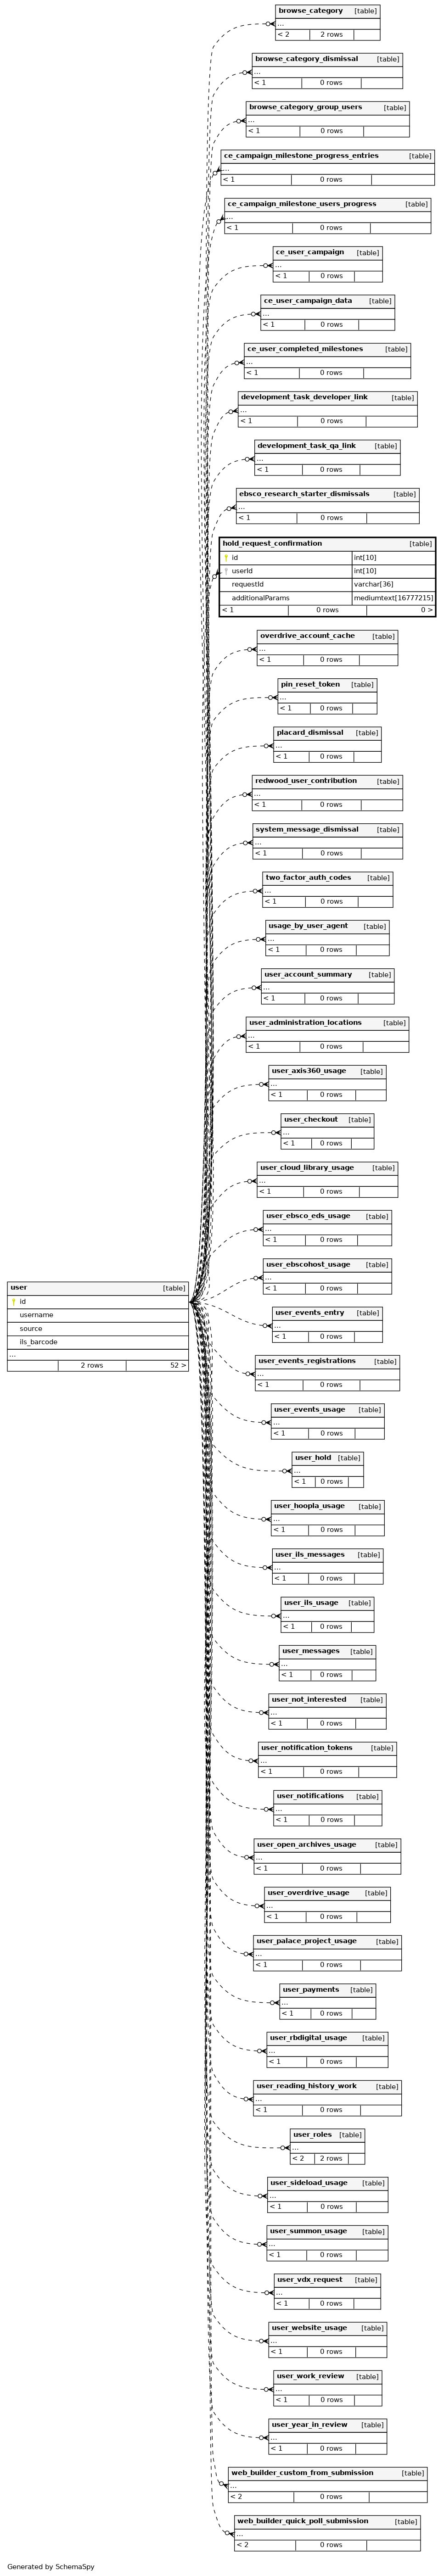 browse_category [table]
...
< 2 2 rows
browse_category_dismissal [table]
...
< 1 0 rows
browse_category_group_users [table]
...
< 1 0 rows
ce_campaign_milestone_progress_entries [table]
...
< 1 0 rows
ce_campaign_milestone_users_progress [table]
...
< 1 0 rows
ce_user_campaign [table]
...
< 1 0 rows
ce_user_campaign_data [table]
...
< 1 0 rows
ce_user_completed_milestones [table]
...
< 1 0 rows
development_task_developer_link [table]
...
< 1 0 rows
development_task_qa_link [table]
...
< 1 0 rows
ebsco_research_starter_dismissals [table]
...
< 1 0 rows
hold_request_confirmation [table]
id int[10]
userId int[10]
requestId varchar[36]
additionalParams mediumtext[16777215]
< 1 0 rows 0 >
overdrive_account_cache [table]
...
< 1 0 rows
pin_reset_token [table]
...
< 1 0 rows
placard_dismissal [table]
...
< 1 0 rows
redwood_user_contribution [table]
...
< 1 0 rows
system_message_dismissal [table]
...
< 1 0 rows
two_factor_auth_codes [table]
...
< 1 0 rows
usage_by_user_agent [table]
...
< 1 0 rows
user_account_summary [table]
...
< 1 0 rows
user_administration_locations [table]
...
< 1 0 rows
user_axis360_usage [table]
...
< 1 0 rows
user_checkout [table]
...
< 1 0 rows
user_cloud_library_usage [table]
...
< 1 0 rows
user_ebsco_eds_usage [table]
...
< 1 0 rows
user_ebscohost_usage [table]
...
< 1 0 rows
user [table]
id
username
source
ils_barcode
...
2 rows 52 >
user_events_entry [table]
...
< 1 0 rows
user_events_registrations [table]
...
< 1 0 rows
user_events_usage [table]
...
< 1 0 rows
user_hold [table]
...
< 1 0 rows
user_hoopla_usage [table]
...
< 1 0 rows
user_ils_messages [table]
...
< 1 0 rows
user_ils_usage [table]
...
< 1 0 rows
user_messages [table]
...
< 1 0 rows
user_not_interested [table]
...
< 1 0 rows
user_notification_tokens [table]
...
< 1 0 rows
user_notifications [table]
...
< 1 0 rows
user_open_archives_usage [table]
...
< 1 0 rows
user_overdrive_usage [table]
...
< 1 0 rows
user_palace_project_usage [table]
...
< 1 0 rows
user_payments [table]
...
< 1 0 rows
user_rbdigital_usage [table]
...
< 1 0 rows
user_reading_history_work [table]
...
< 1 0 rows
user_roles [table]
...
< 2 2 rows
user_sideload_usage [table]
...
< 1 0 rows
user_summon_usage [table]
...
< 1 0 rows
user_vdx_request [table]
...
< 1 0 rows
user_website_usage [table]
...
< 1 0 rows
user_work_review [table]
...
< 1 0 rows
user_year_in_review [table]
...
< 1 0 rows
web_builder_custom_from_submission [table]
...
< 2 0 rows
web_builder_quick_poll_submission [table]
...
< 2 0 rows
Generated by SchemaSpy